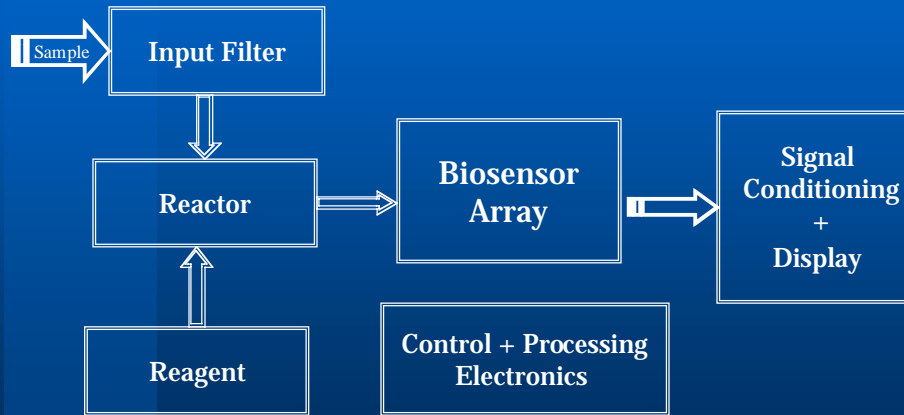 Sample
Input Filter
Reactor
Biosensor
Array
Signal
Conditioning
+
Display
Reagent
Control + Processing
Electronics